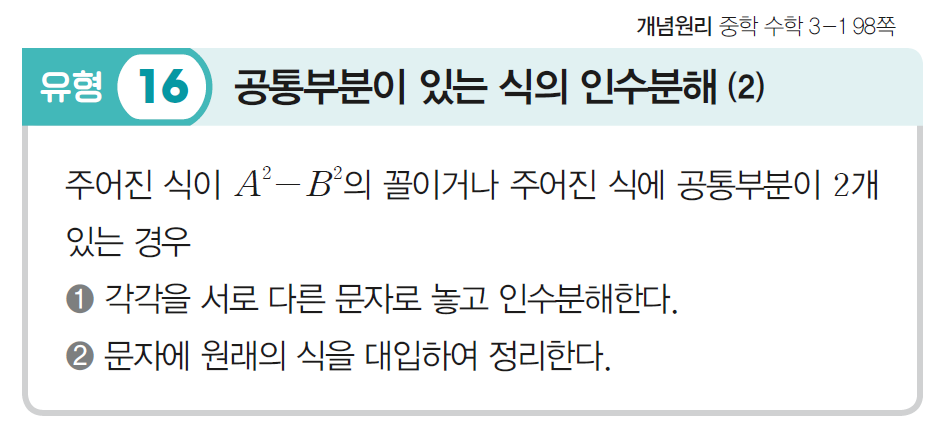 개념원리 중학 수학 3-1 98쪽
유형 16 공통부분이 있는 식의 인수분해 (2)
주어진 식이 A²-B²의 꼴이거나 주어진 식에 공통부분이 2개
있는 경우
❶ 각각을 서로 다른 문자로 놓고 인수분해한다.
❷ 문자에 원래의 식을 대입하여 정리한다.